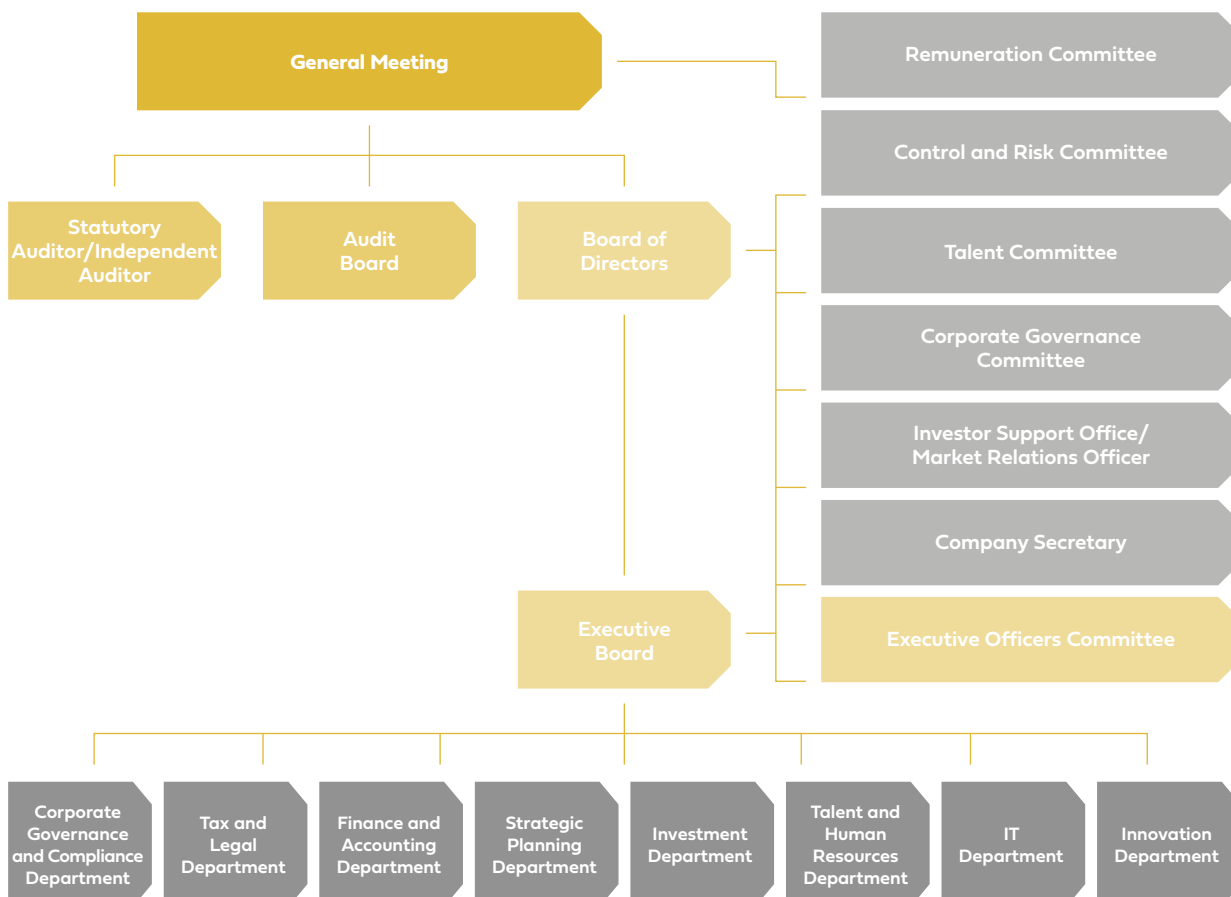 General Meeting
Remuneration Committee
Control and Risk Committee
Statutory
Auditor/Independent
Auditor
Audit
Board
Board of
Directors
Talent Committee
Corporate Governance
Committee
Investor Support Office/
Market Relations Officer
Company Secretary
Executive
Board
Executive Officers Committee
Corporate
Governance
and Compliance
Department
Tax and
Legal
Department
Finance and
Accounting
Department
Strategic
Planning
Department
Investment
Department
Talent and
Human
Resources
Department
IT
Department
Innovation
Department